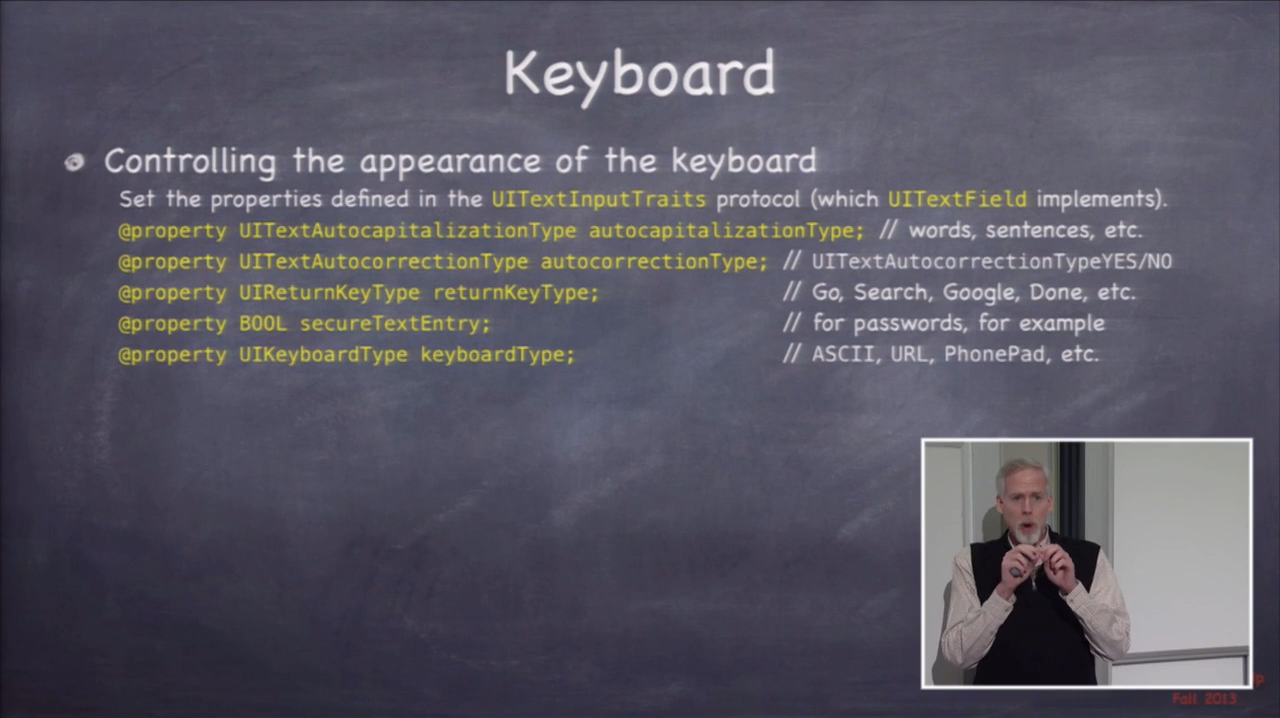 Keyboard
Controlling the appearance of the keyboard
Set the properties defined in the UITextInputTraits protocol (which UITextField implements).
@property UITextAutocapitalizationType autocapitalizationType; // words, sentences, etc.
@property UITextAutocorrectionType autocorrectionType; // UITextAutocorrectionTypeYES/NO
@property UIReturnKeyType returnKeyType; // Go, Search, Google, Done, etc.
@property BOOL secureTextEntry; // for passwords, for example
@property UIKeyboardType keyboardType; // ASCII, URL, PhonePad, etc.
Fall 2013